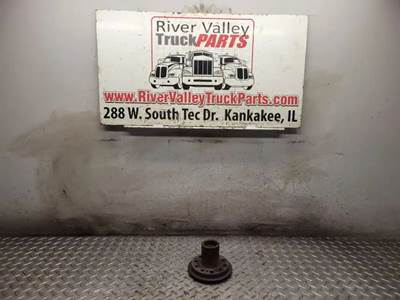 River Valley
TruckPARTS
www.RiverValleyTruckParts.com
288 W. South Tec Dr. Kankakee, IL